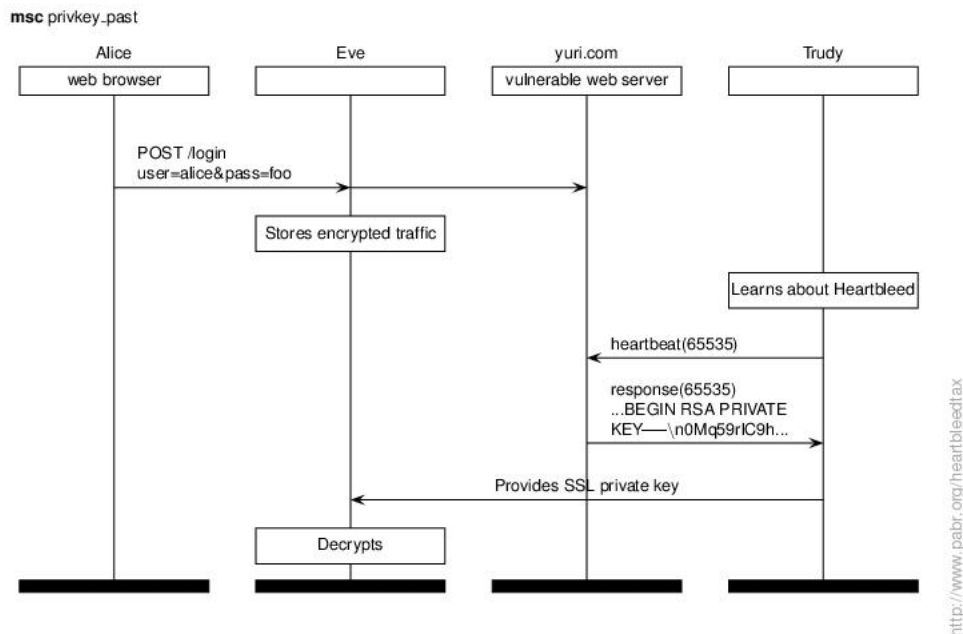 msc privkey_past
Alice
Eve
yuri.com
Trudy
web browser
vulnerable web server
POST /login
user=alice&pass=foo
Stores encrypted traffic
Learns about Heartbleed
heartbeat(65535)
response(65535)
...BEGIN RSA PRIVATE
KEY-----\n0Mq59rIC9h...
Provides SSL private key
Decrypts
http://www.pabr.org/heartbleedtax